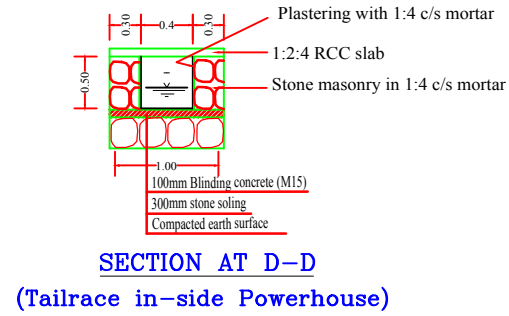 0.30
0.4
0.30
Plastering with 1:4 c/s mortar
1:2:4 RCC slab
0.50
Stone masonry in 1:4 c/s mortar
1.00
100mm Blinding concrete (M15)
300mm stone soling
Compacted earth surface
SECTION AT D-D
(Tailrace in-side Powerhouse)